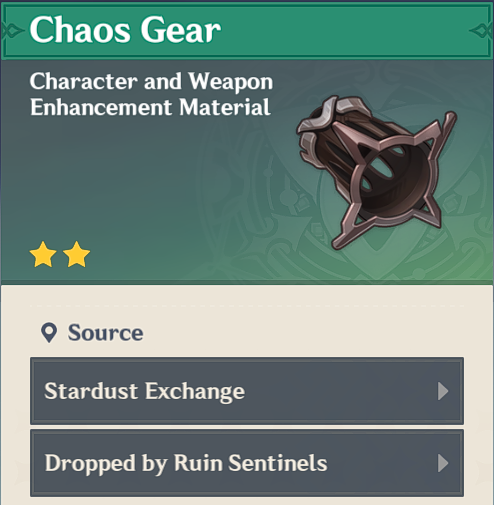 Chaos Gear
Character and Weapon
Enhancement Material
Source
Stardust Exchange
Dropped by Ruin Sentinels